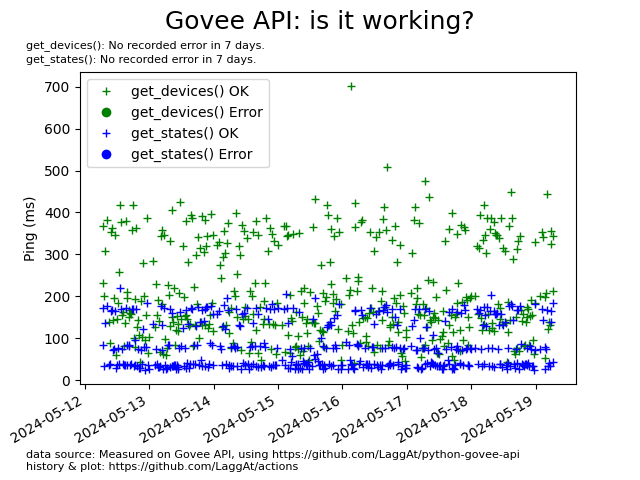 Govee API: is it working?
get_devices(): No recorded error in 7 days.
get_states(): No recorded error in 7 days.
get_devices() OK
get_devices() Error
get_states() OK
get_states() Error
Ping (ms)
700
600
500
400
300
200
100
0
2024-05-12
2024-05-13
2024-05-14
2024-05-15
2024-05-16
2024-05-17
2024-05-18
2024-05-19
data source: Measured on Govee API, using https://github.com/LaggAt/python-govee-api
history & plot: https://github.com/LaggAt/actions